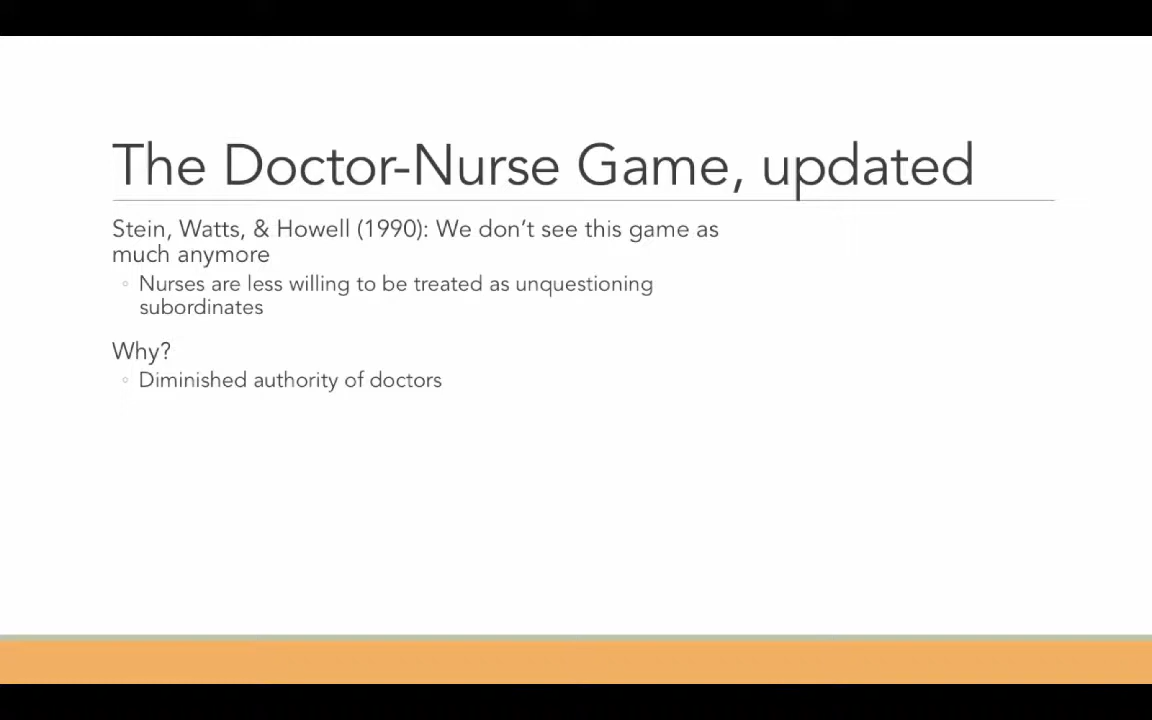 The Doctor-Nurse Game, updated
Stein, Watts, & Howell (1990): We don’t see this game as
much anymore
◦ Nurses are less willing to be treated as unquestioning
subordinates
Why?
◦ Diminished authority of doctors